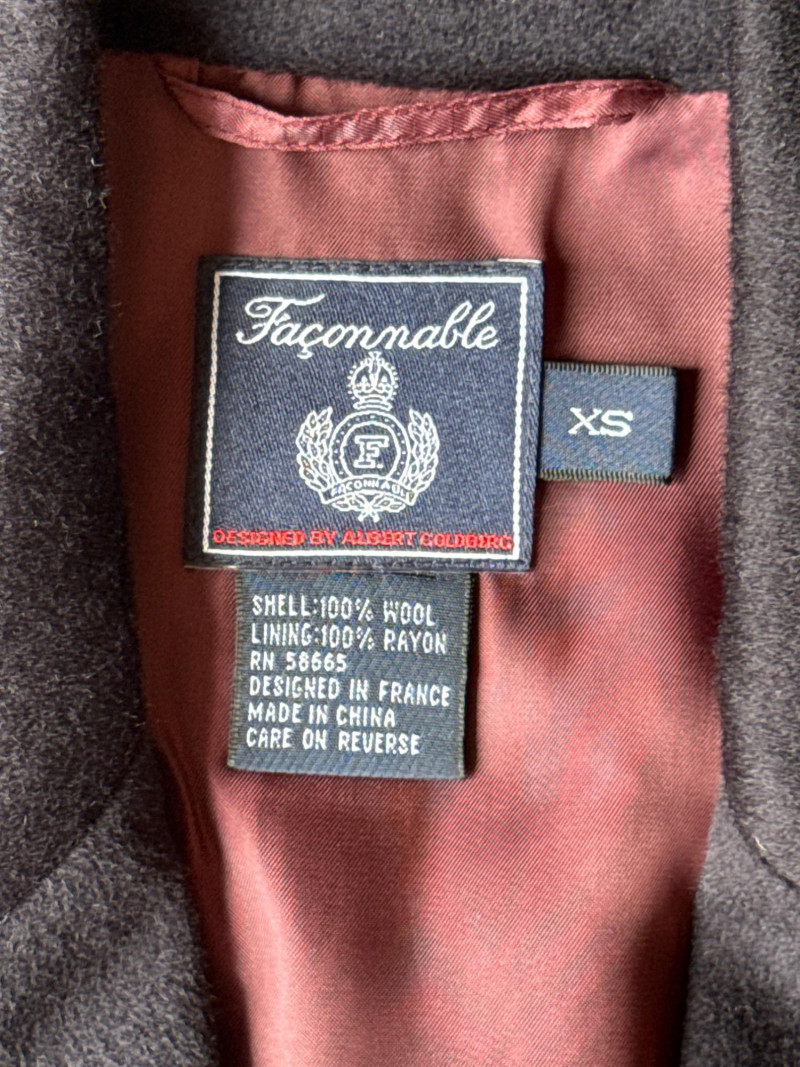 Façonnable
F
DESIGNED BY ALBERT GOLDBERG
XS
SHELL:100% WOOL
LINING:100% RAYON
RN 58665
DESIGNED IN FRANCE
MADE IN CHINA
CARE ON REVERSE